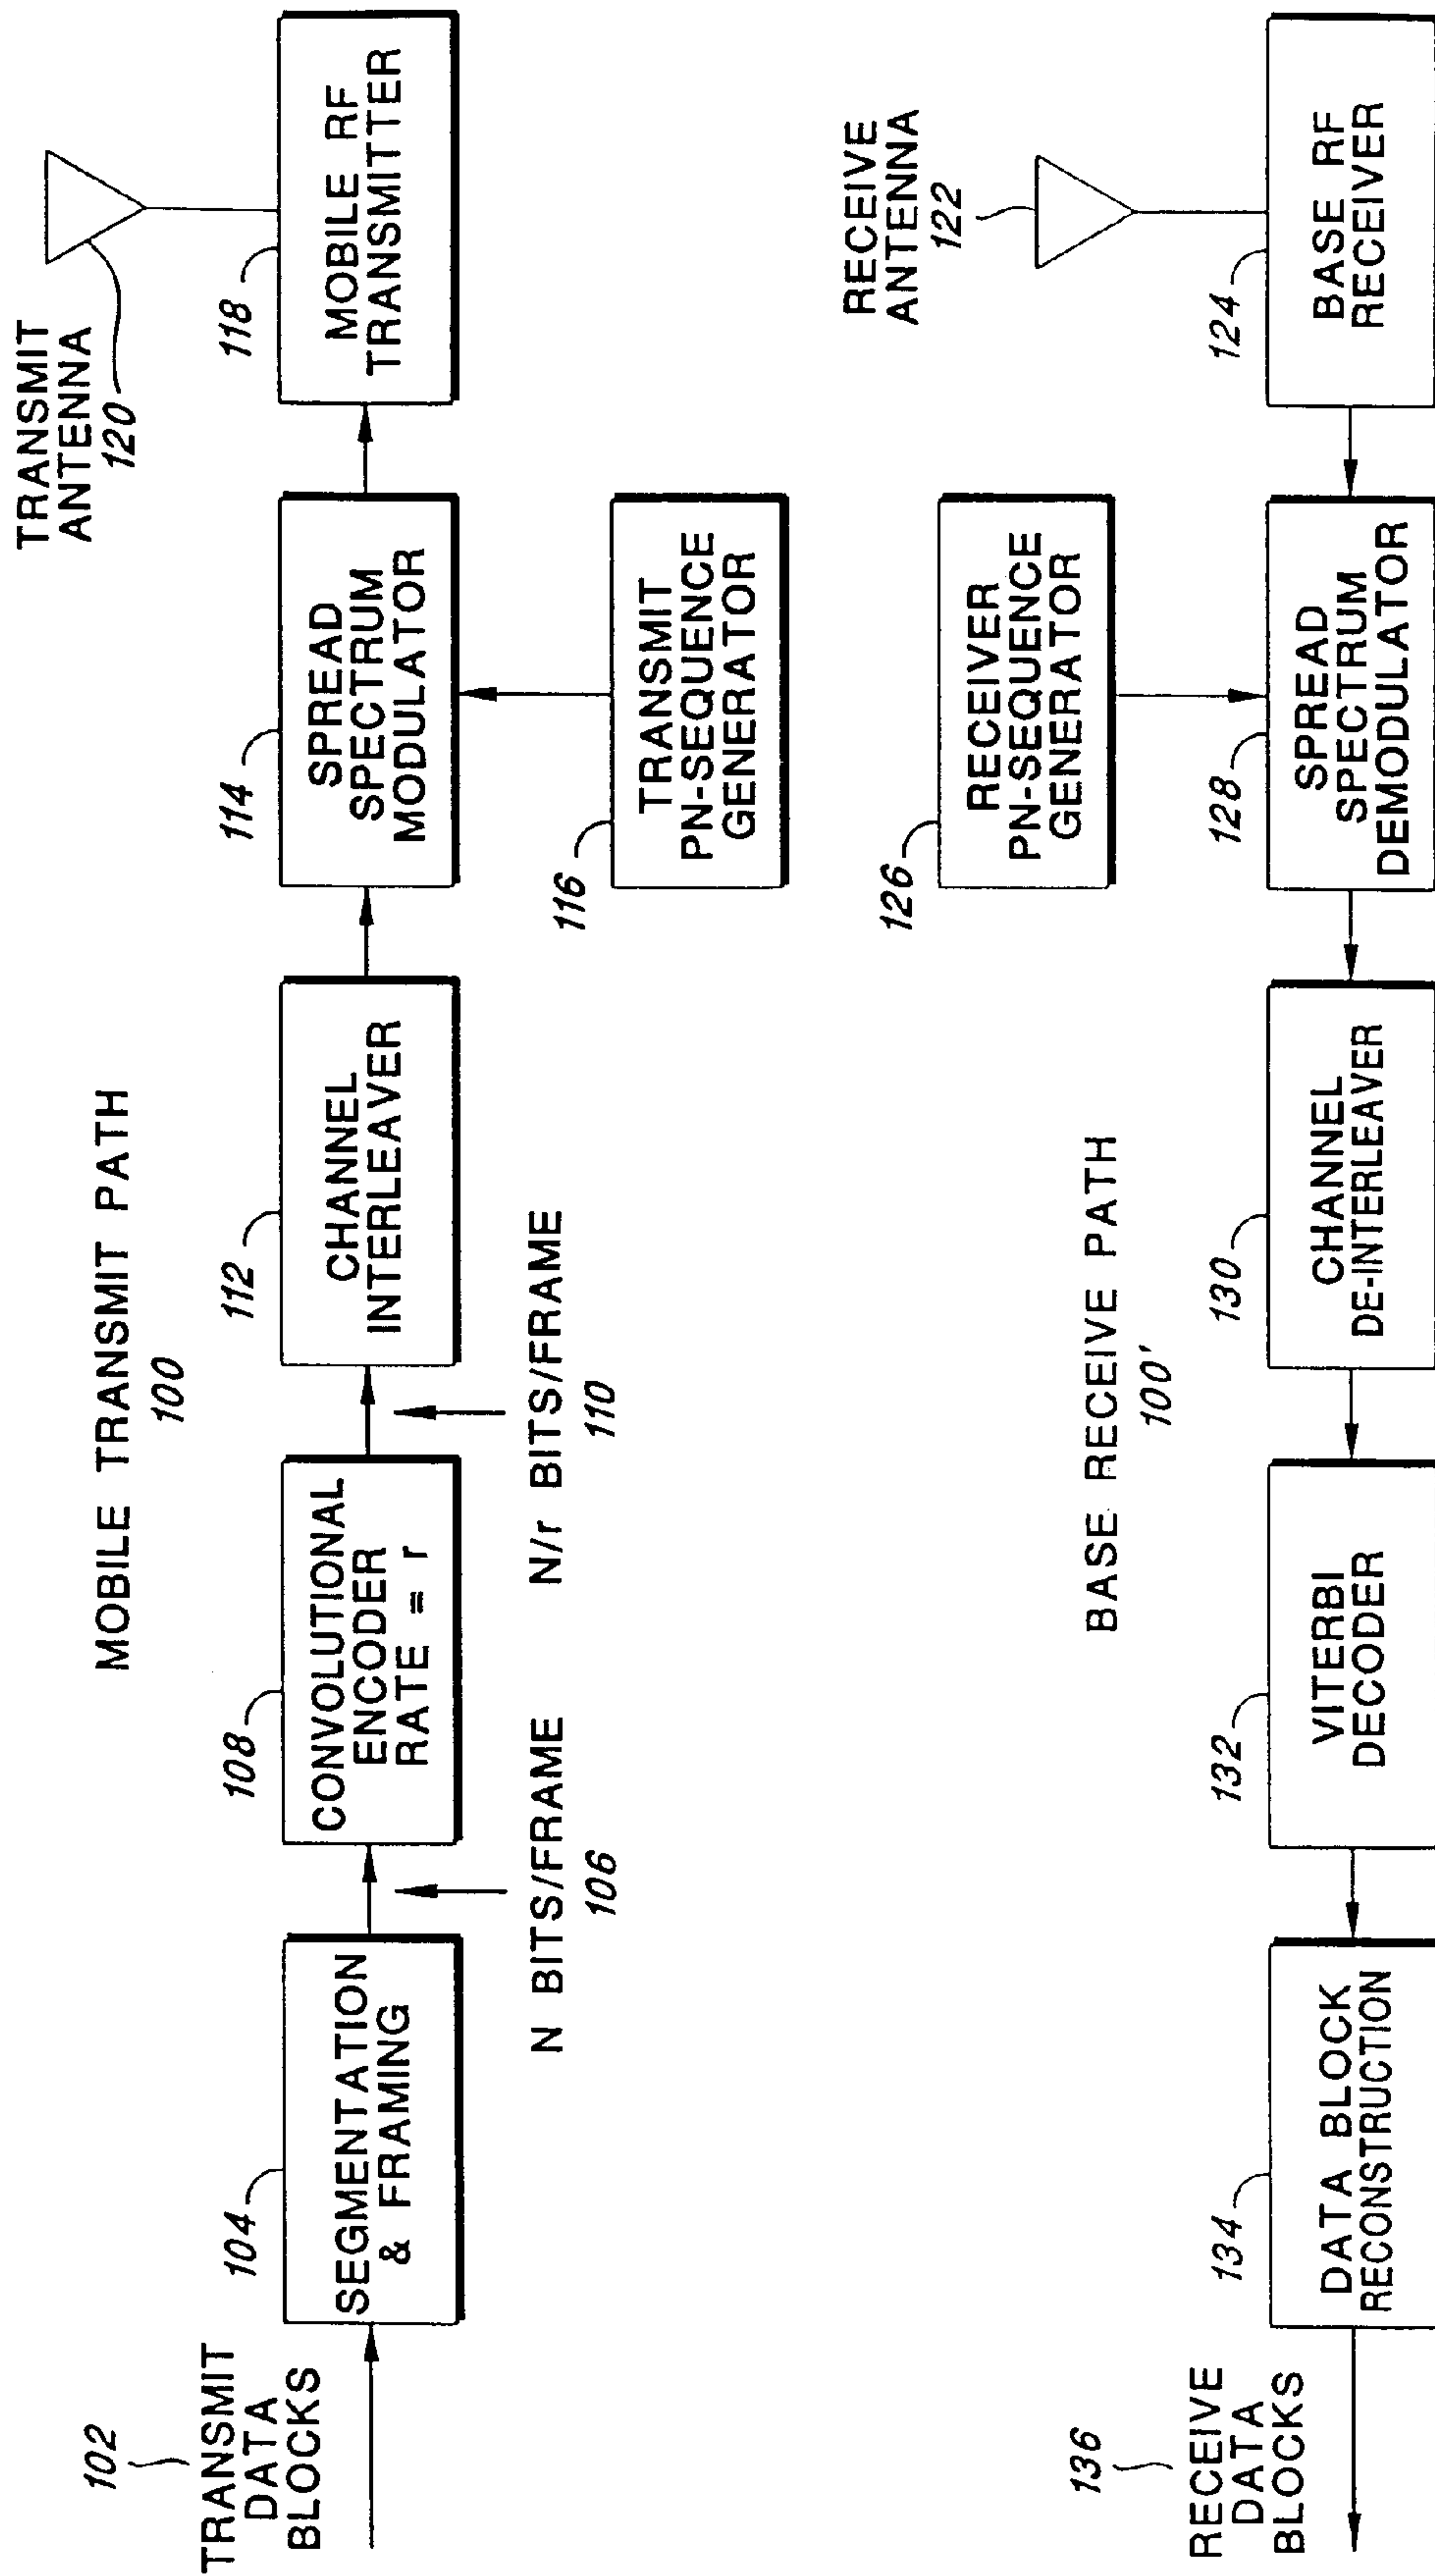 MOBILE TRANSMIT PATH
100
102
TRANSMIT
DATA
BLOCKS
104
SEGMENTATION
& FRAMING
N BITS/FRAME
106
108
CONVOLUTIONAL
ENCODER
RATE = r
N/r BITS/FRAME
110
112
CHANNEL
INTERLEAVER
114
SPREAD
SPECTRUM
MODULATOR
116
TRANSMIT
PN-SEQUENCE
GENERATOR
118
MOBILE RF
TRANSMITTER
TRANSMIT
ANTENNA
120
BASE RECEIVE PATH
100'
RECEIVE
ANTENNA
122
124
BASE RF
RECEIVER
126
RECEIVER
PN-SEQUENCE
GENERATOR
128
SPREAD
SPECTRUM
DEMODULATOR
130
CHANNEL
DE-INTERLEAVER
132
VITERBI
DECODER
134
DATA BLOCK
RECONSTRUCTION
136
RECEIVE
DATA
BLOCKS